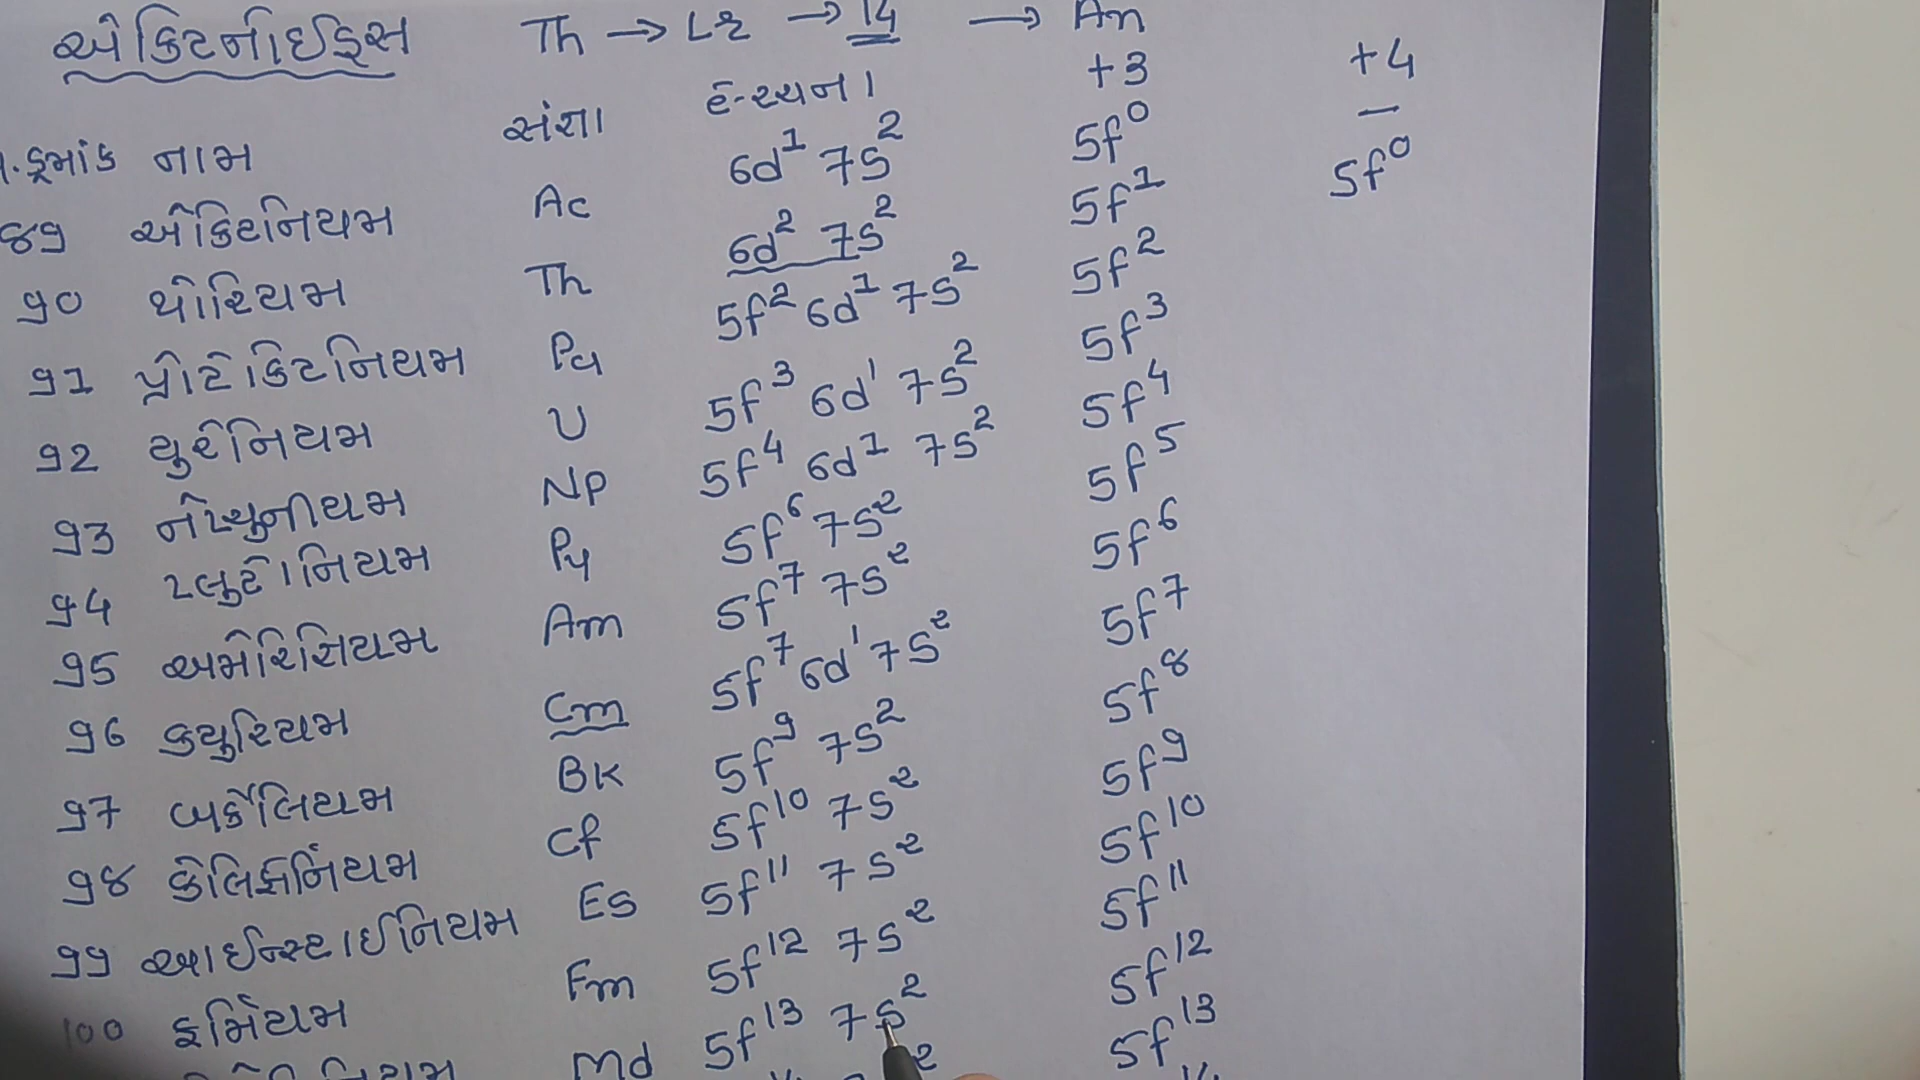 એક્ટિનૉઈડ્સ Th → Lr → 14 → An
ક્રમાંક નામ સંજ્ઞા ઈ-રચના +3 +4
89 એક્ટિનિયમ Ac 6d¹ 7s² 5f⁰ —
90 થોરિયમ Th 6d² 7s² 5f¹ 5f⁰
91 પ્રોટેક્ટિનિયમ Pa 5f² 6d¹ 7s² 5f²
92 યુરેનિયમ U 5f³ 6d¹ 7s² 5f³
93 નેપ્ચુનીયમ Np 5f⁴ 6d¹ 7s² 5f⁴
94 પ્લુટોનિયમ Pu 5f⁶ 7s² 5f⁵
95 અમેરિસિયમ Am 5f⁷ 7s² 5f⁶
96 ક્યુરિયમ Cm 5f⁷ 6d¹ 7s² 5f⁷
97 બર્કેલિયમ BK 5f⁹ 7s² 5f⁸
98 કેલિફોર્નિયમ Cf 5f¹⁰ 7s² 5f⁹
99 આઈન્સ્ટાઈનિયમ Es 5f¹¹ 7s² 5f¹⁰
100 ફર્મિયમ Fm 5f¹² 7s² 5f¹¹
Md 5f¹³ 7s² 5f¹²
5f¹³